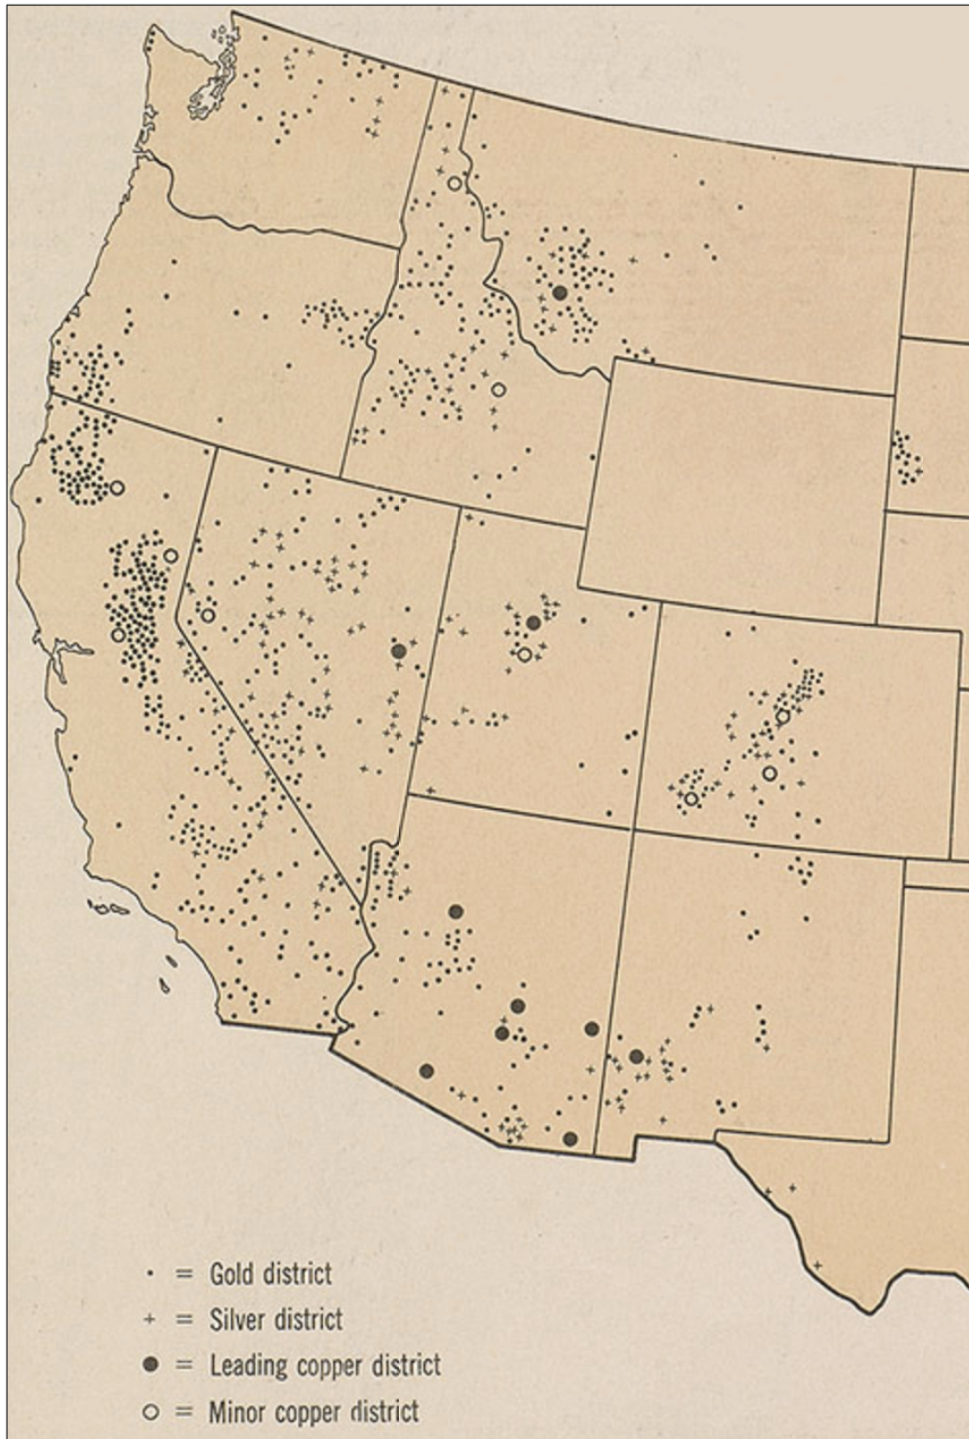 · = Gold district
+ = Silver district
● = Leading copper district
○ = Minor copper district